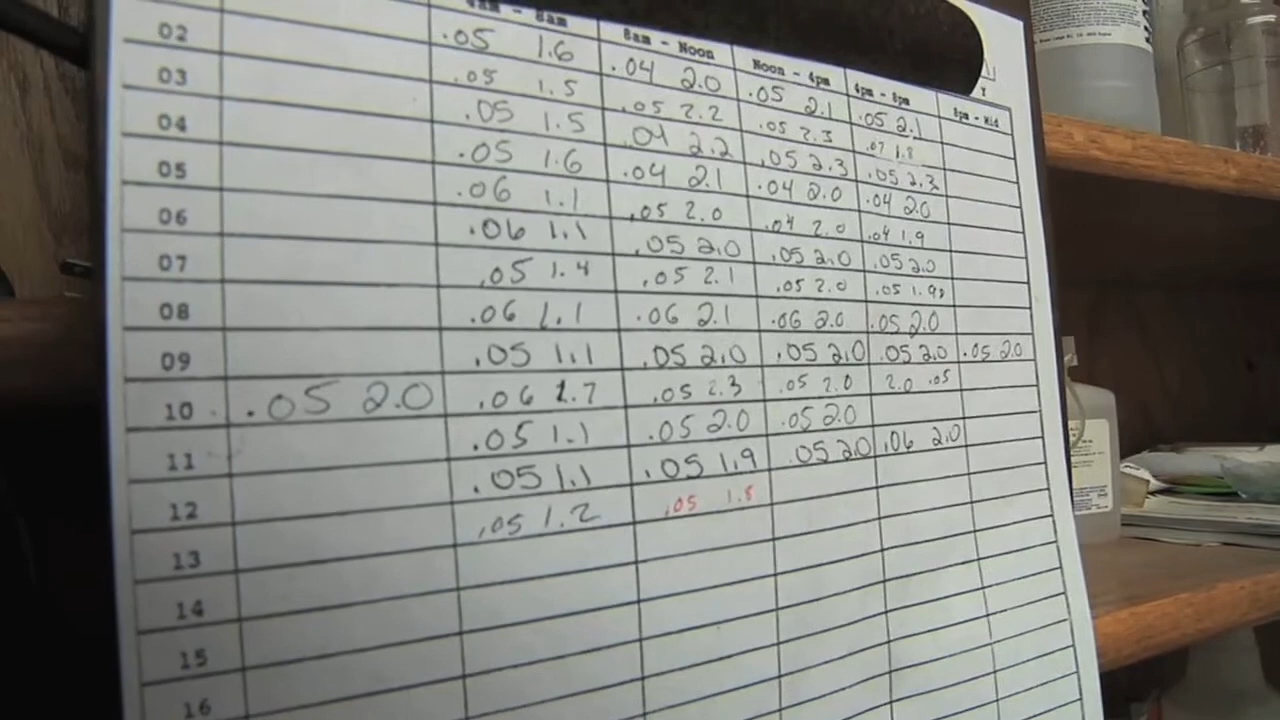 8am - Noon Noon - 4pm 4pm - 8pm 8pm - Mid
.05 1.6 .04 2.0 .05 2.1 .05 2.1
02 .05 1.5 .05 2.2 .05 2.3 .07 1.8
03 .05 1.5 .04 2.2 .05 2.3 .05 2.3
04 .05 1.6 .04 2.1 .04 2.0 .04 2.0
05 .06 1.1 .05 2.0 .04 2.0 .04 1.9
06 .06 1.1 .05 2.0 .05 2.0 .05 2.0
07 .05 1.4 .05 2.1 .05 2.0 .05
08 .06 1.1 .06 2.1 .06 2.0 .05 2.0
09 .05 1.1 .05 2.0 .05 2.0 .05 2.0 .05 2.0
10 .05 2.0 .06 .05 2.3 .05 2.0 2.0 .05
11 .05 1.1 .05 2.0 .05 2.0
12 .05 1.1 .05 1.9 .05 2.0 .06 2.0
13 .05 1.2 .05
14
15
16